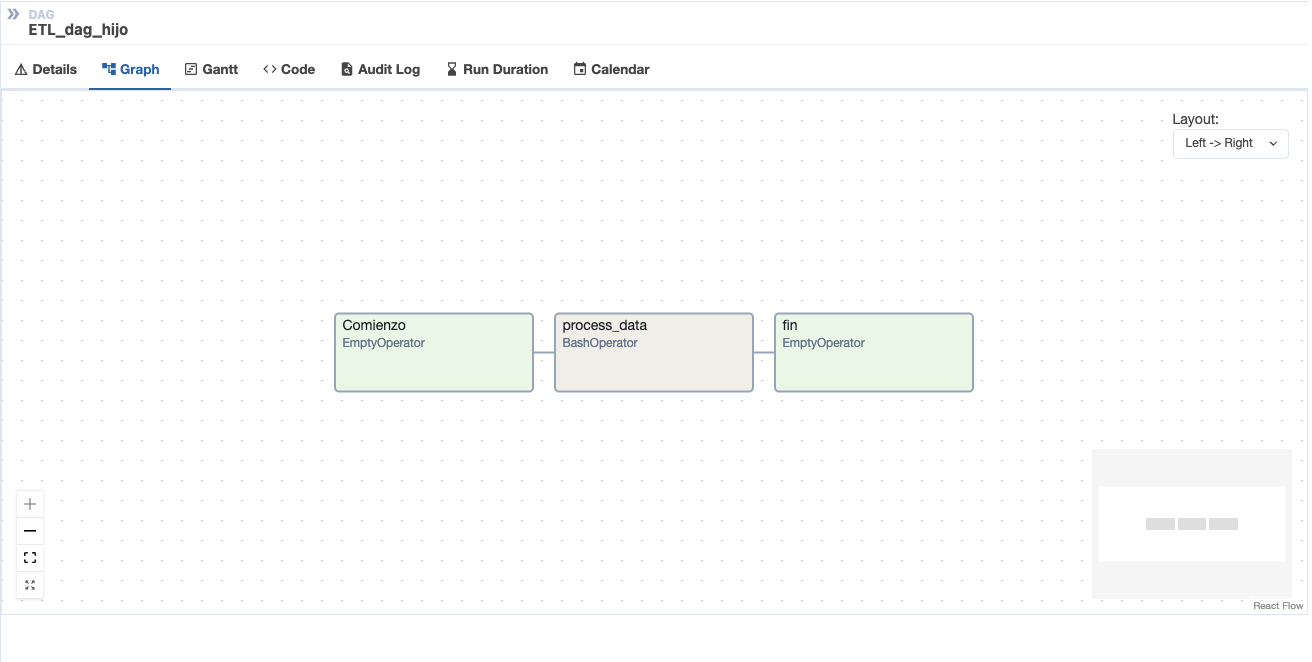 DAG
ETL_dag_hijo
Details Graph Gantt <> Code Audit Log Run Duration Calendar
Layout:
Left -> Right
Comienzo
EmptyOperator
process_data
BashOperator
fin
EmptyOperator
React Flow